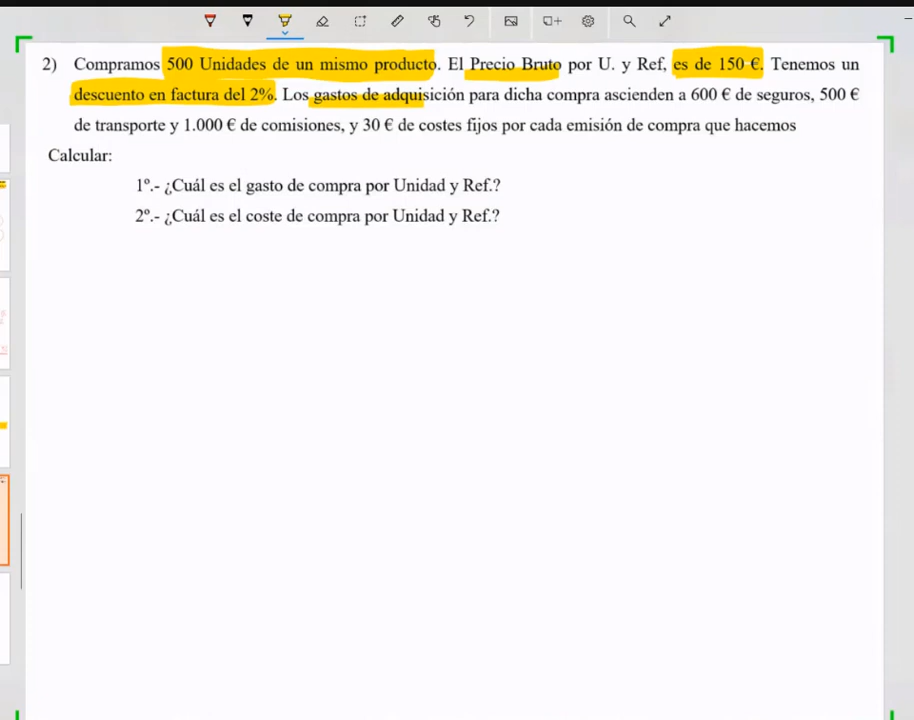 2) Compramos 500 Unidades de un mismo producto. El Precio Bruto por U. y Ref, es de 150 €. Tenemos un
descuento en factura del 2%. Los gastos de adquisición para dicha compra ascienden a 600 € de seguros, 500 €
de transporte y 1.000 € de comisiones, y 30 € de costes fijos por cada emisión de compra que hacemos
Calcular:
1º.- ¿Cuál es el gasto de compra por Unidad y Ref.?
2º.- ¿Cuál es el coste de compra por Unidad y Ref.?